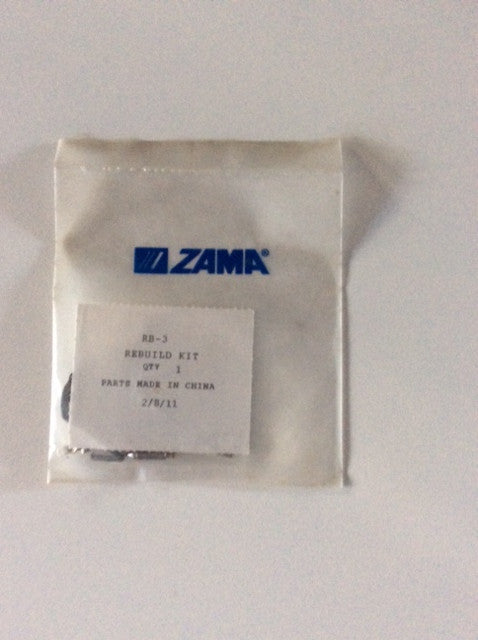 ZAMA®
RB-3
REBUILD KIT
QTY 1
PARTS MADE IN CHINA
2/8/11